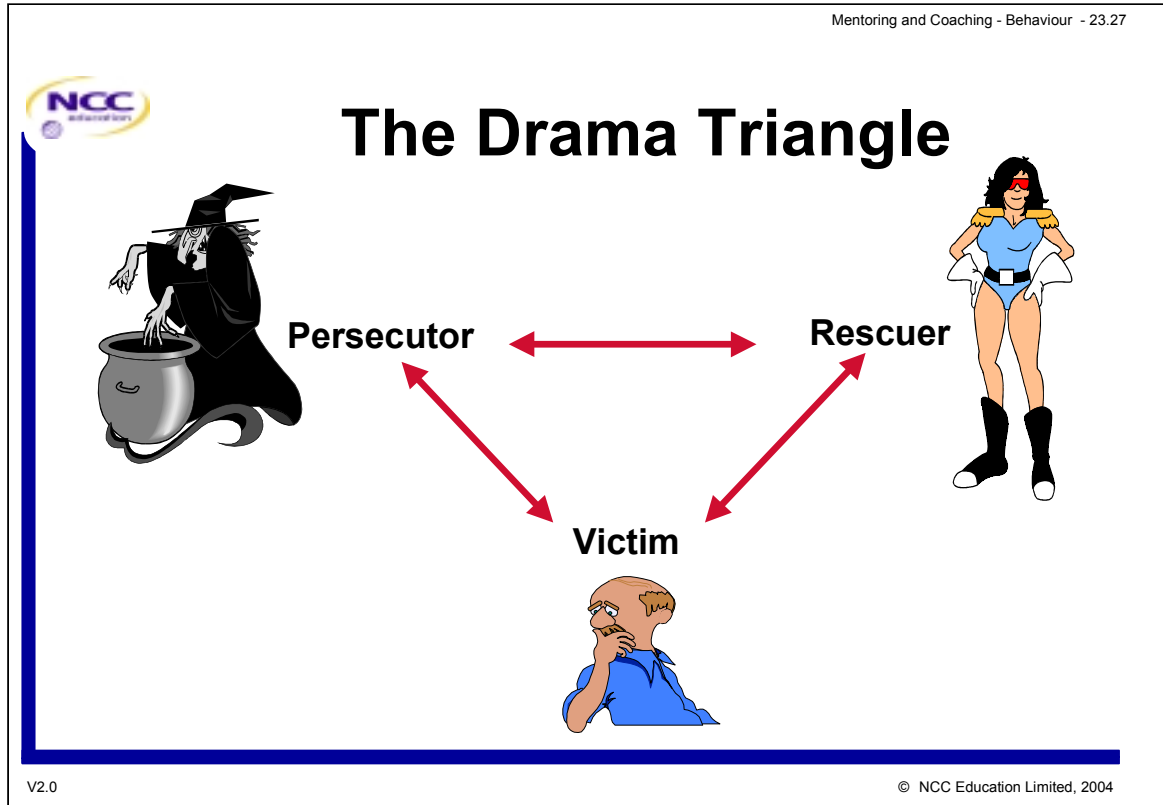 Mentoring and Coaching - Behaviour - 23.27
NCC
education
The Drama Triangle
Persecutor
Rescuer
Victim
V2.0
© NCC Education Limited, 2004